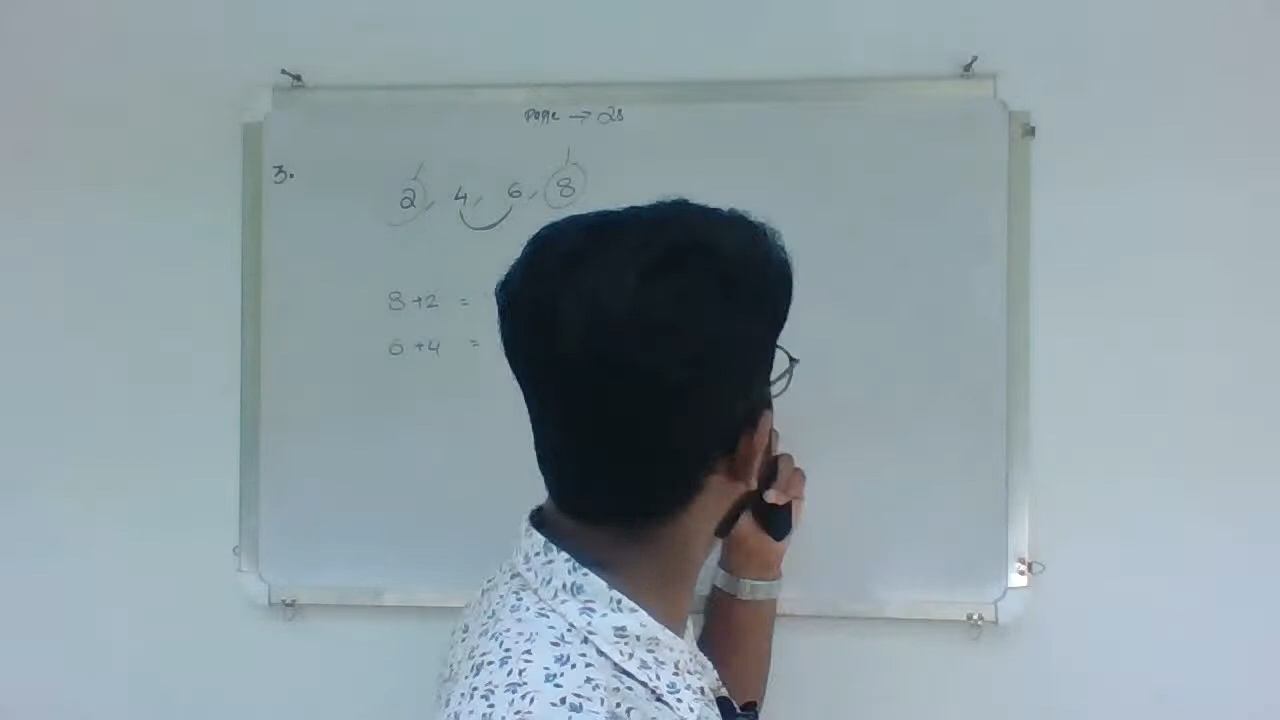 Page → 28
3.
2, 4, 6, 8
8+2 =
6+4 =